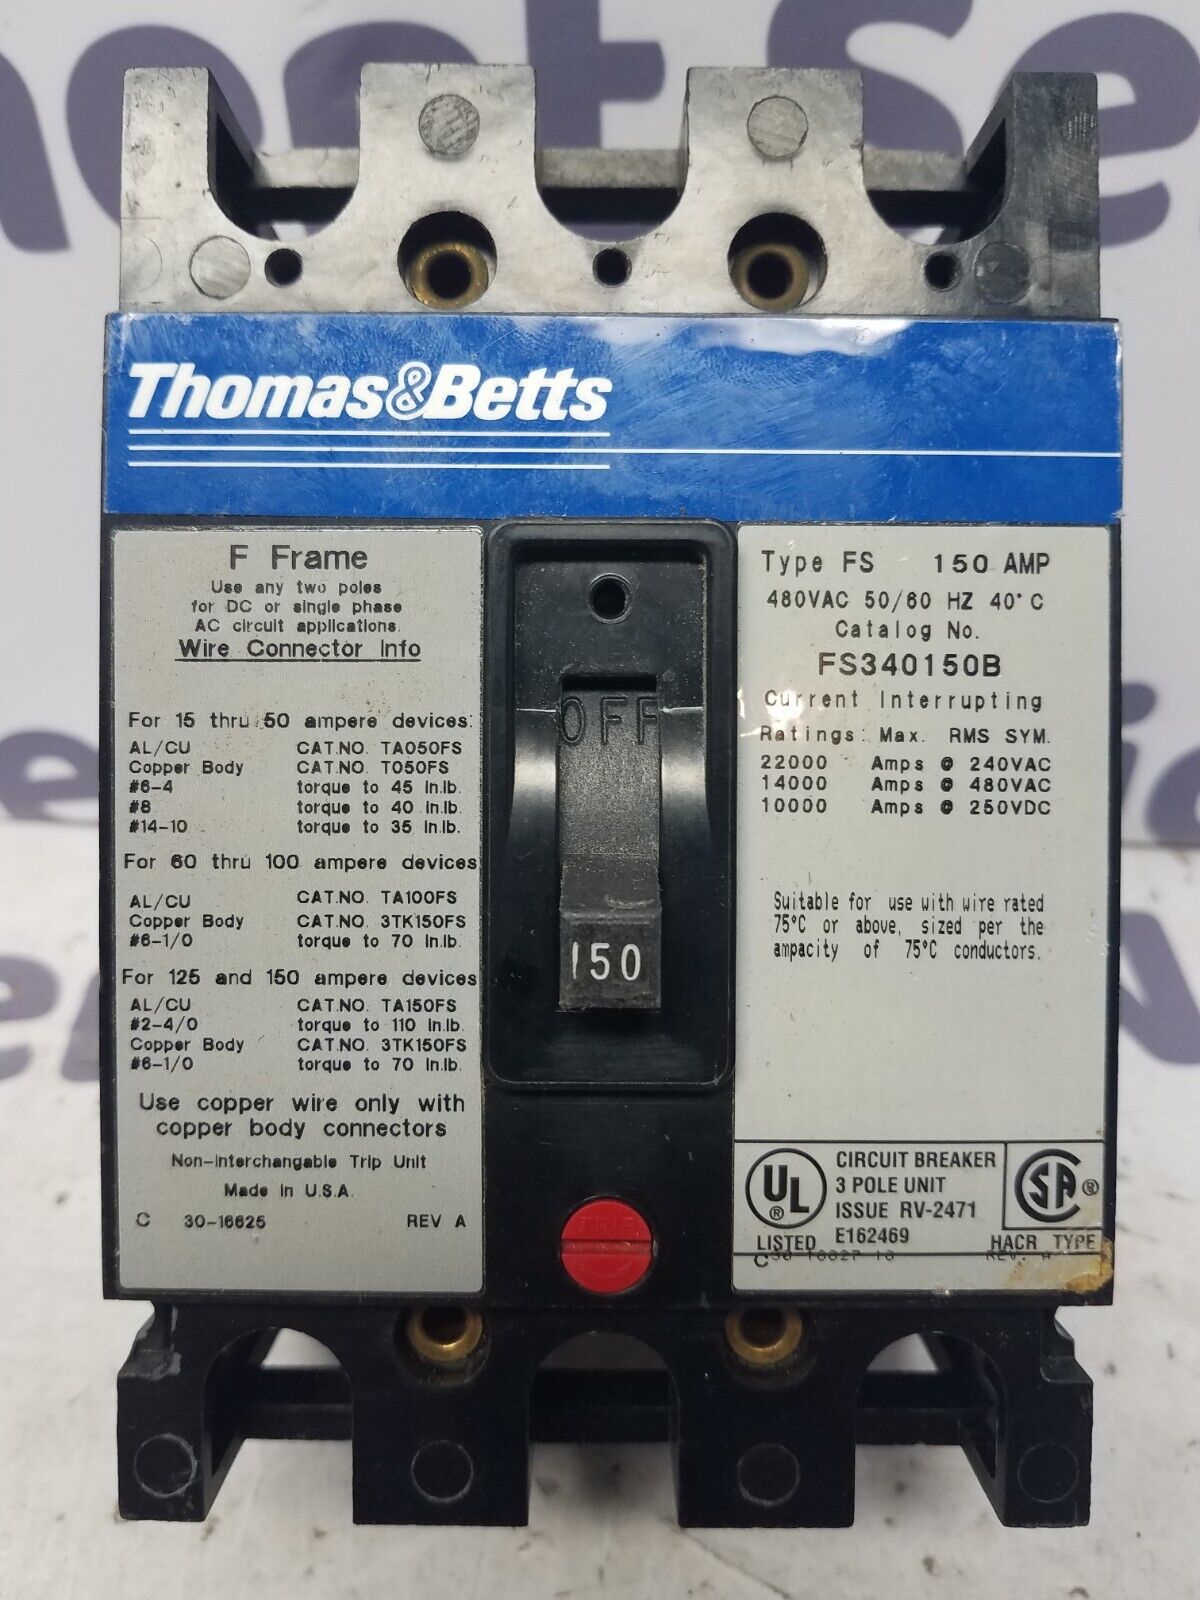 Thomas&Betts
F Frame
Use any two poles
for DC or single phase
AC circuit applications.
Wire Connector Info
For 15 thru 50 ampere devices:
AL/CU CAT.NO. TA050FS
Copper Body CAT.NO. T050FS
#6-4 torque to 45 in.lb.
#8 torque to 40 in.lb.
#14-10 torque to 35 in.lb.
For 60 thru 100 ampere devices
AL/CU CAT.NO. TA100FS
Copper Body CAT.NO. 3TK150FS
#6-1/0 torque to 70 in.lb.
For 125 and 150 ampere devices
AL/CU CAT.NO. TA150FS
#2-4/0 torque to 110 in.lb.
Copper Body CAT.NO. 3TK150FS
#6-1/0 torque to 70 in.lb.
Use copper wire only with
copper body connectors
Non-interchangable Trip Unit
Made in U.S.A.
C 30-16625 REV A
OFF
150
TRIP
Type FS 150 AMP
480VAC 50/60 HZ 40°C
Catalog No.
FS340150B
Current Interrupting
Ratings: Max. RMS SYM.
22000 Amps @ 240VAC
14000 Amps @ 480VAC
10000 Amps @ 250VDC
Suitable for use with wire rated
75°C or above, sized per the
ampacity of 75°C conductors.
UL ®
LISTED
CIRCUIT BREAKER
3 POLE UNIT
ISSUE RV-2471
E162469
SA ®
HACR TYPE
C